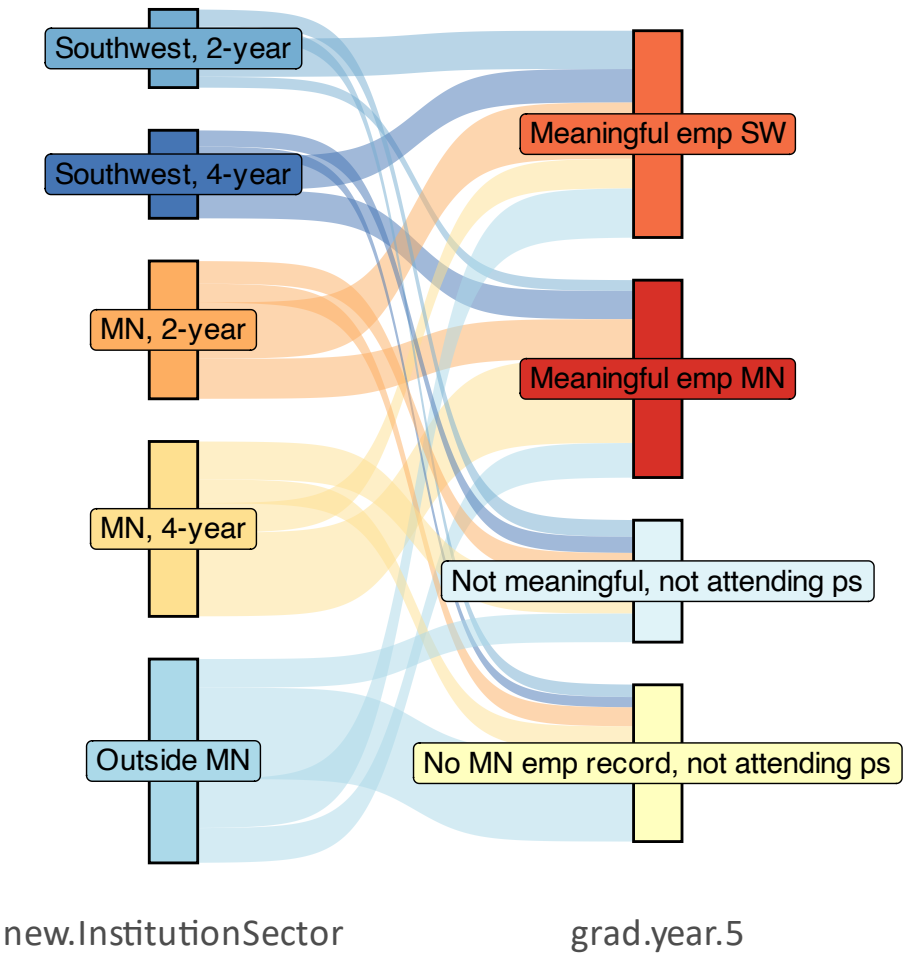 Southwest, 2-year
Southwest, 4-year
MN, 2-year
MN, 4-year
Outside MN
Meaningful emp SW
Meaningful emp MN
Not meaningful, not attending ps
No MN emp record, not attending ps
new.InstitutionSector
grad.year.5